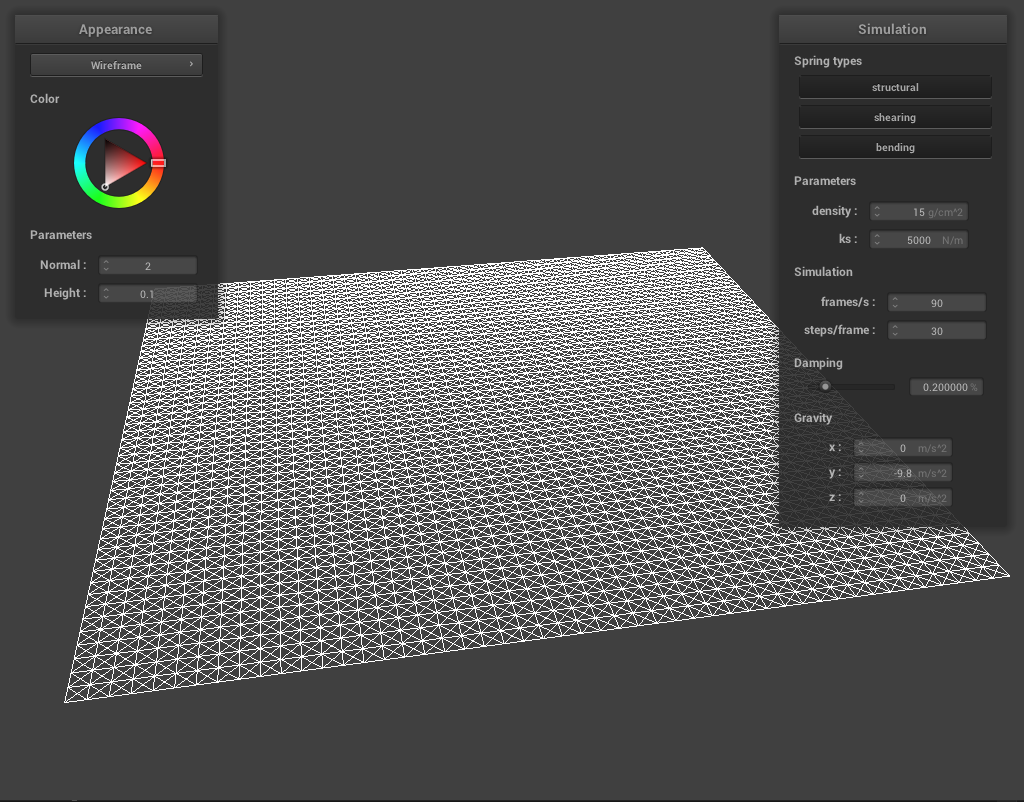 Appearance
Wireframe
Color
Parameters
Normal : 2
Height : 0.1
Simulation
Spring types
structural
shearing
bending
Parameters
density : 15 g/cm^2
ks : 5000 N/m
Simulation
frames/s : 90
steps/frame : 30
Damping
0.200000 %
Gravity
x : 0 m/s^2
y : -9.8 m/s^2
z : 0 m/s^2